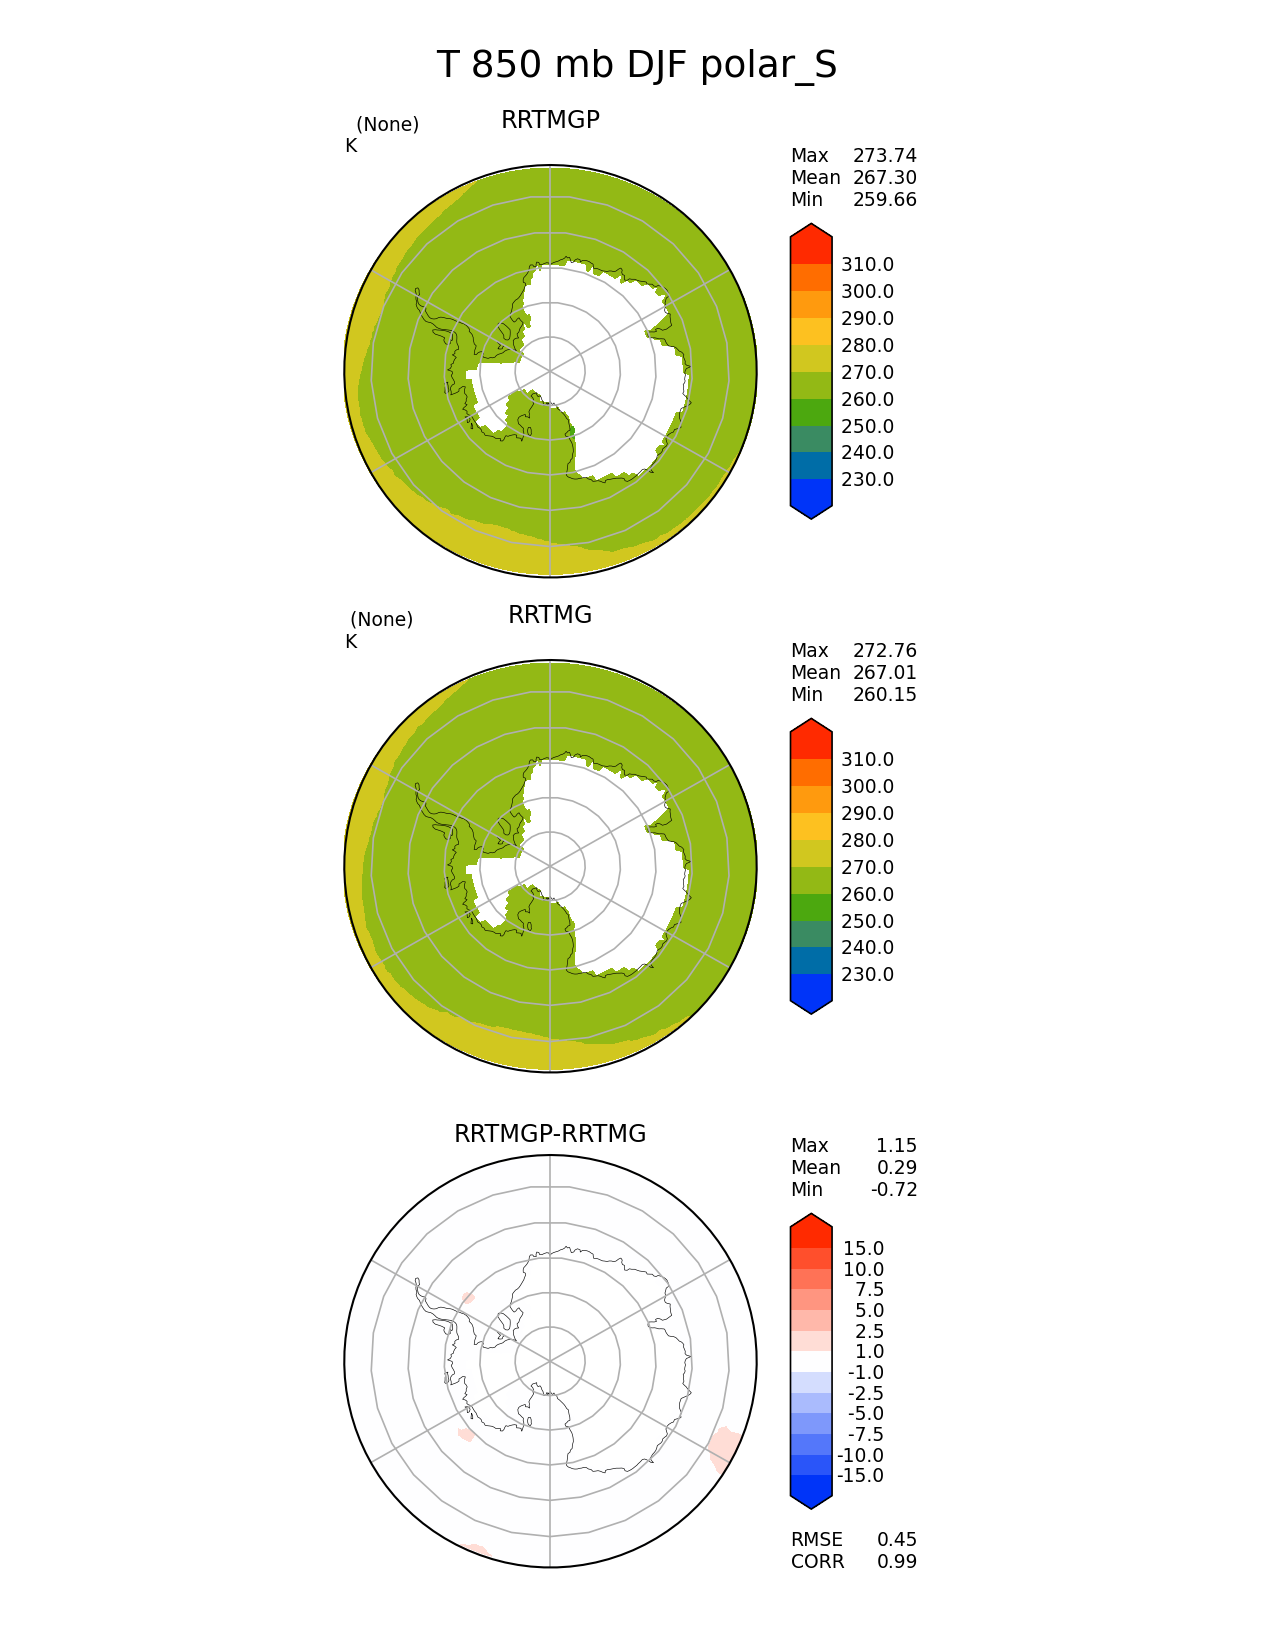 T 850 mb DJF polar_S
(None)
RRTMGP
K
Max 273.74
Mean 267.30
Min 259.66
310.0
300.0
290.0
280.0
270.0
260.0
250.0
240.0
230.0
(None)
RRTMG
K
Max 272.76
Mean 267.01
Min 260.15
310.0
300.0
290.0
280.0
270.0
260.0
250.0
240.0
230.0
RRTMGP-RRTMG
Max 1.15
Mean 0.29
Min -0.72
15.0
10.0
7.5
5.0
2.5
1.0
-1.0
-2.5
-5.0
-7.5
-10.0
-15.0
RMSE 0.45
CORR 0.99